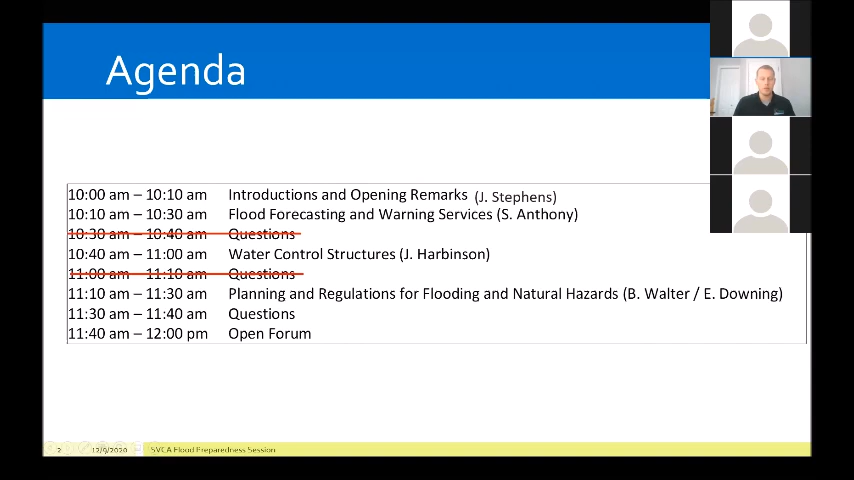 Agenda
10:00 am – 10:10 am Introductions and Opening Remarks (J. Stephens)
10:10 am – 10:30 am Flood Forecasting and Warning Services (S. Anthony)
10:30 am – 10:40 am Questions
10:40 am – 11:00 am Water Control Structures (J. Harbinson)
11:00 am – 11:10 am Questions
11:10 am – 11:30 am Planning and Regulations for Flooding and Natural Hazards (B. Walter / E. Downing)
11:30 am – 11:40 am Questions
11:40 am – 12:00 pm Open Forum
2 12/9/2020 SVCA Flood Preparedness Session